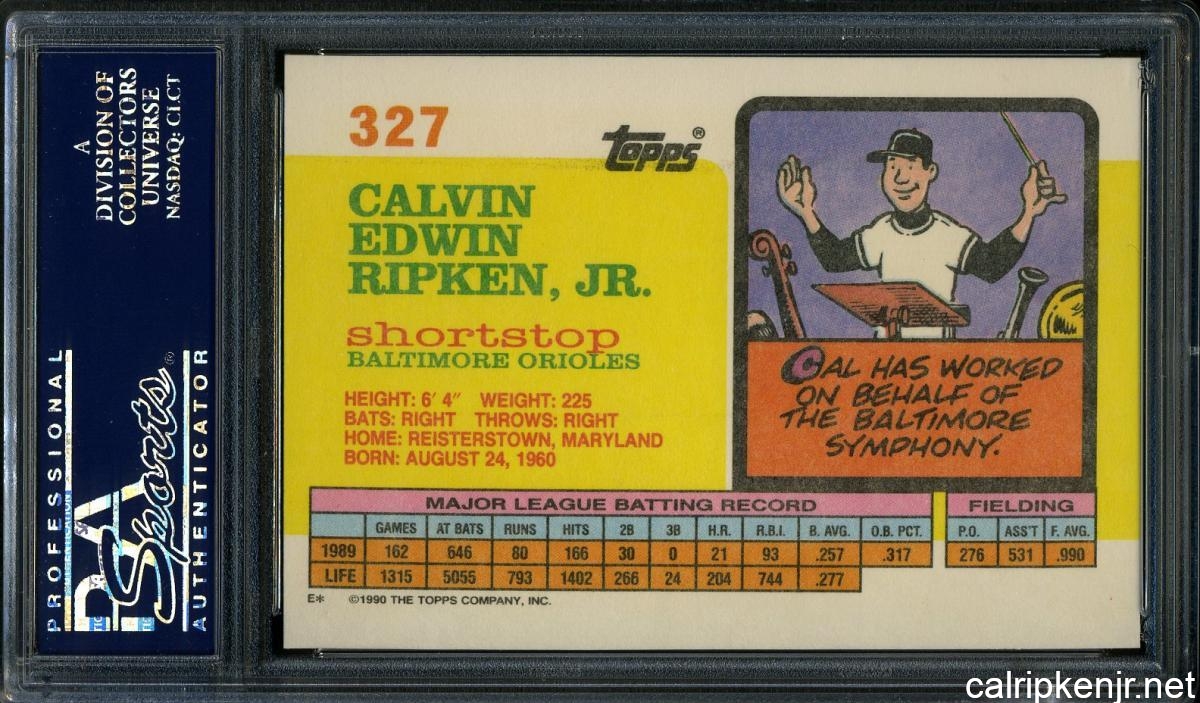 A
DIVISION OF
COLLECTORS
UNIVERSE
NASDAQ: CLCT
PROFESSIONAL
PSA
Sports®
AUTHENTICATOR
327
topps®
CALVIN
EDWIN
RIPKEN, JR.
shortstop
BALTIMORE ORIOLES
HEIGHT: 6' 4" WEIGHT: 225
BATS: RIGHT THROWS: RIGHT
HOME: REISTERSTOWN, MARYLAND
BORN: AUGUST 24, 1960
CAL HAS WORKED
ON BEHALF OF
THE BALTIMORE
SYMPHONY.
MAJOR LEAGUE BATTING RECORD FIELDING
GAMES AT BATS RUNS HITS 2B 3B H.R. R.B.I. B. AVG. O.B. PCT. P.O. ASS'T F. AVG.
1989 162 646 80 166 30 0 21 93 .257 .317 276 531 .990
LIFE 1315 5055 793 1402 266 24 204 744 .277
E* ©1990 THE TOPPS COMPANY, INC.
calripkenjr.net